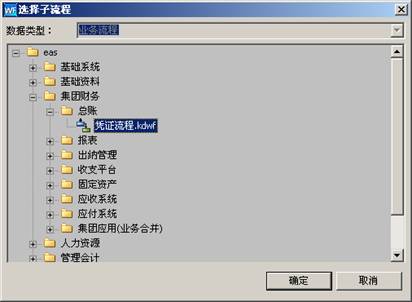 WF 选择子流程
数据类型： 业务流程
eas
基础系统
基础资料
集团财务
总账
凭证流程.kdwf
报表
出纳管理
收支平台
固定资产
应收系统
应付系统
集团应用(业务合并)
人力资源
管理会计
确定 取消